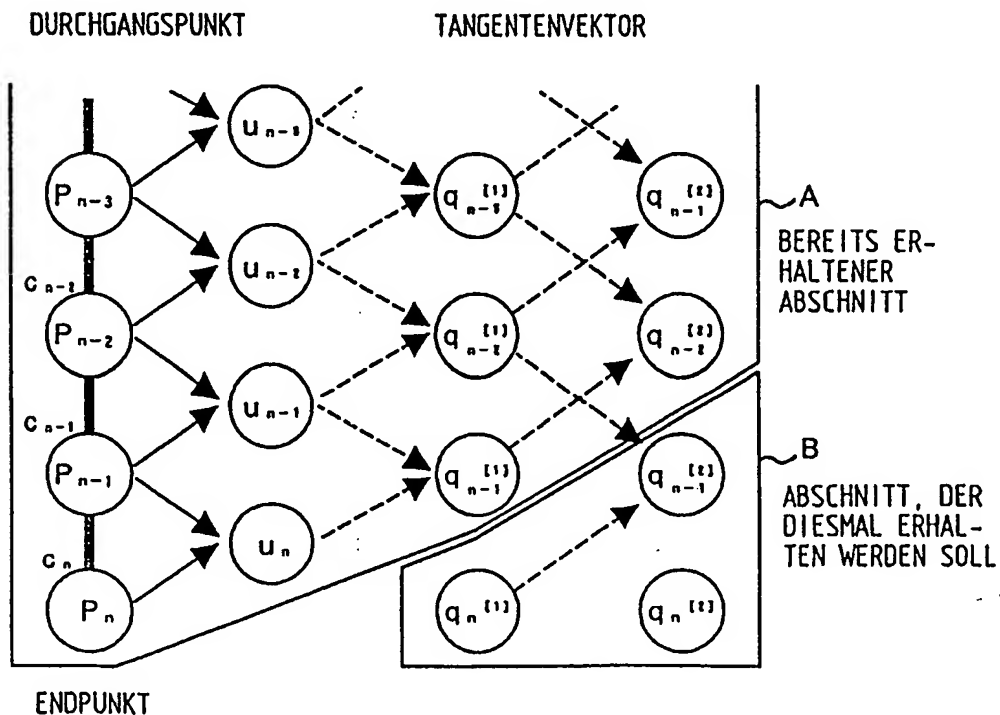 DURCHGANGSPUNKT TANGENTENVEKTOR
u n-3
P n-3 q n-3 [1] q n-1 [2]
A
BEREITS ER-
HALTENER
ABSCHNITT
C n-2 u n-2
P n-2 q n-2 [1] q n-2 [2]
C n-1 u n-1
B
P n-1 q n-1 [1] q n-1 [2]
ABSCHNITT, DER
DIESMAL ERHAL-
TEN WERDEN SOLL
C n u n
P n q n [1] q n [2]
ENDPUNKT